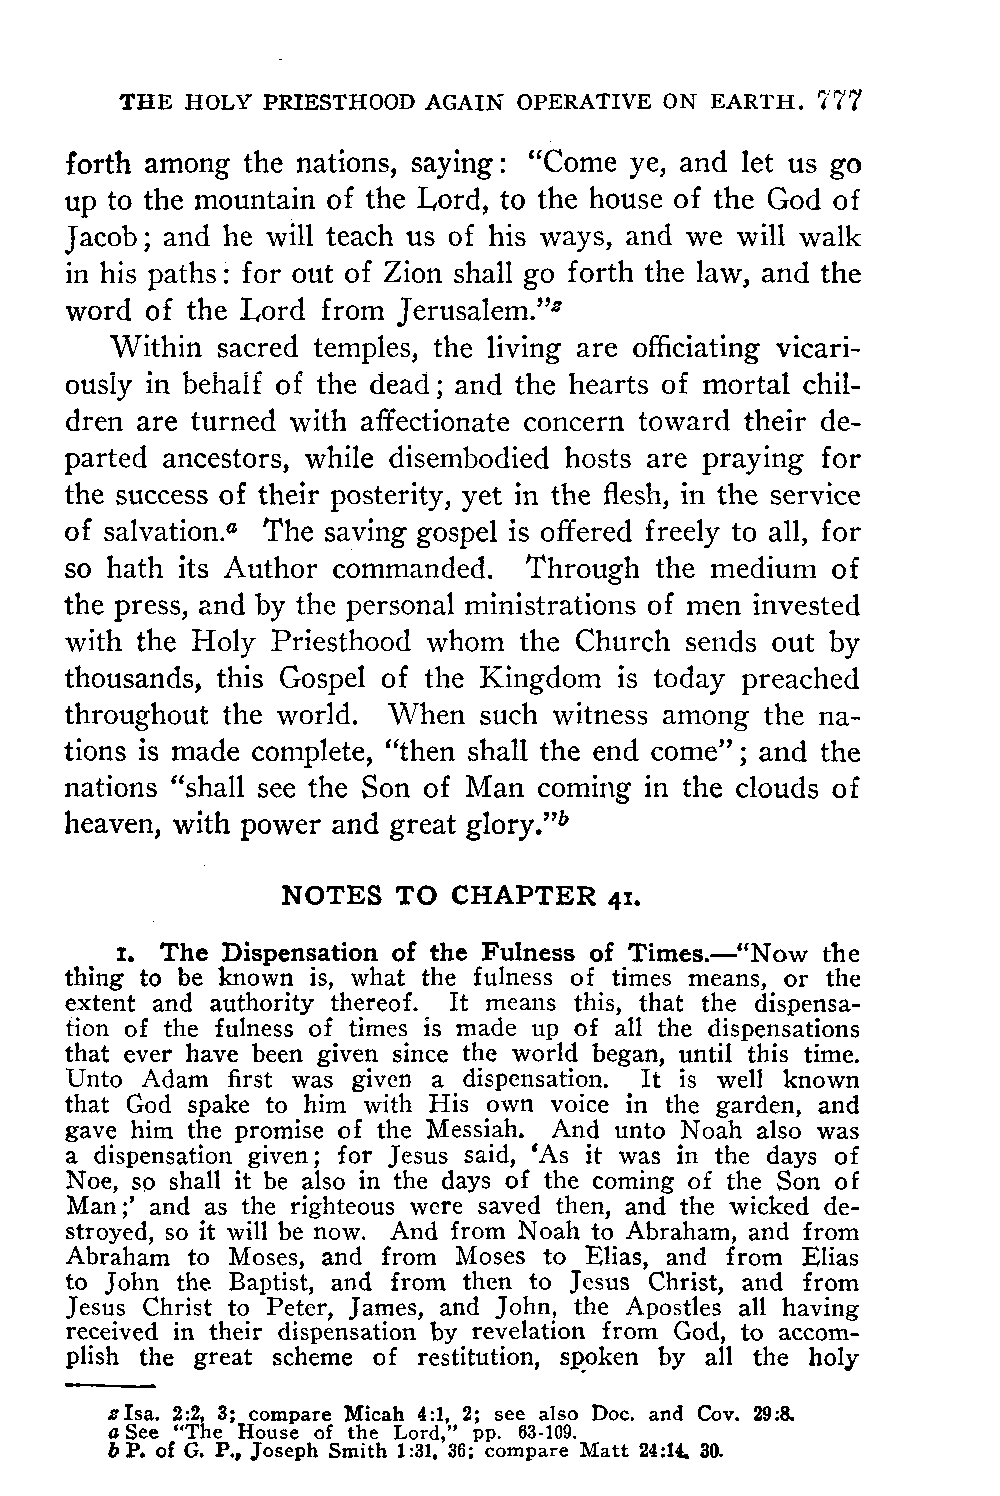 THE HOLY PRIESTHOOD AGAIN OPERATIVE ON EARTH. 777
forth among the nations, saying: “Come ye, and let us go
up to the mountain of the Lord, to the house of the God of
Jacob; and he will teach us of his ways, and we will walk
in his paths: for out of Zion shall go forth the law, and the
word of the Lord from Jerusalem.”z
Within sacred temples, the living are officiating vicari-
ously in behalf of the dead; and the hearts of mortal chil-
dren are turned with affectionate concern toward their de-
parted ancestors, while disembodied hosts are praying for
the success of their posterity, yet in the flesh, in the service
of salvation.a The saving gospel is offered freely to all, for
so hath its Author commanded. Through the medium of
the press, and by the personal ministrations of men invested
with the Holy Priesthood whom the Church sends out by
thousands, this Gospel of the Kingdom is today preached
throughout the world. When such witness among the na-
tions is made complete, “then shall the end come”; and the
nations “shall see the Son of Man coming in the clouds of
heaven, with power and great glory.”b
NOTES TO CHAPTER 41.
1. The Dispensation of the Fulness of Times.—“Now the
thing to be known is, what the fulness of times means, or the
extent and authority thereof. It means this, that the dispensa-
tion of the fulness of times is made up of all the dispensations
that ever have been given since the world began, until this time.
Unto Adam first was given a dispensation. It is well known
that God spake to him with His own voice in the garden, and
gave him the promise of the Messiah. And unto Noah also was
a dispensation given; for Jesus said, ‘As it was in the days of
Noe, so shall it be also in the days of the coming of the Son of
Man;’ and as the righteous were saved then, and the wicked de-
stroyed, so it will be now. And from Noah to Abraham, and from
Abraham to Moses, and from Moses to Elias, and from Elias
to John the Baptist, and from then to Jesus Christ, and from
Jesus Christ to Peter, James, and John, the Apostles all having
received in their dispensation by revelation from God, to accom-
plish the great scheme of restitution, spoken by all the holy
z Isa. 2:2, 3; compare Micah 4:1, 2; see also Doc. and Cov. 29:8.
a See “The House of the Lord,” pp. 63-109.
b P. of G. P., Joseph Smith 1:31, 36; compare Matt 24:14, 30.